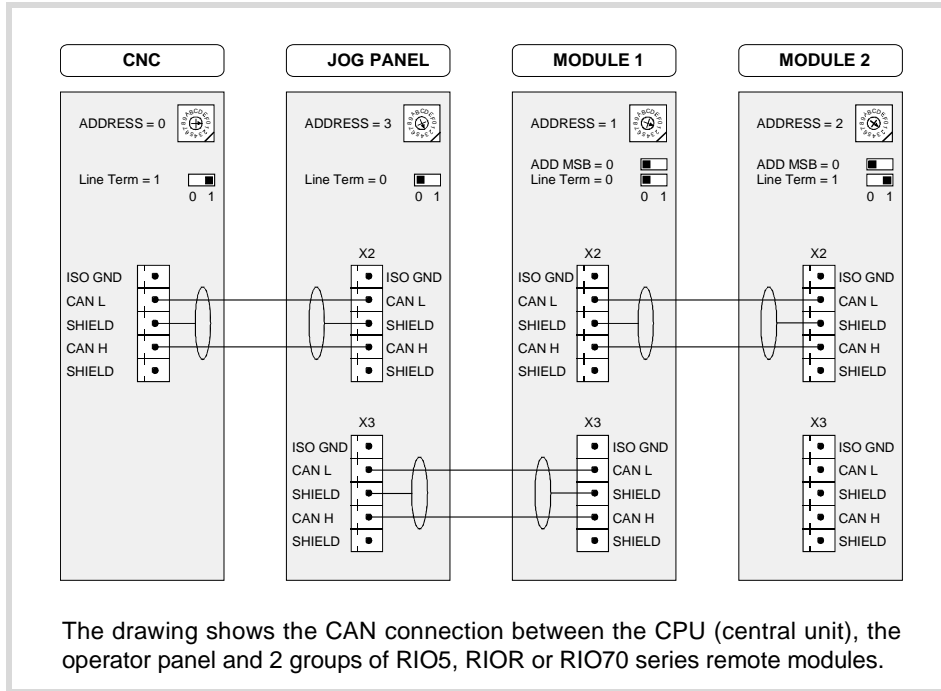 CNC
JOG PANEL
MODULE 1
MODULE 2
ADDRESS = 0
ADDRESS = 3
ADDRESS = 1
ADDRESS = 2
Line Term = 1
0 1
Line Term = 0
0 1
ADD MSB = 0
Line Term = 0
0 1
ADD MSB = 0
Line Term = 1
0 1
ISO GND
CAN L
SHIELD
CAN H
SHIELD
X2
ISO GND
CAN L
SHIELD
CAN H
SHIELD
X2
ISO GND
CAN L
SHIELD
CAN H
SHIELD
X2
ISO GND
CAN L
SHIELD
CAN H
SHIELD
X3
ISO GND
CAN L
SHIELD
CAN H
SHIELD
X3
ISO GND
CAN L
SHIELD
CAN H
SHIELD
X3
ISO GND
CAN L
SHIELD
CAN H
SHIELD
The drawing shows the CAN connection between the CPU (central unit), the
operator panel and 2 groups of RIO5, RIOR or RIO70 series remote modules.